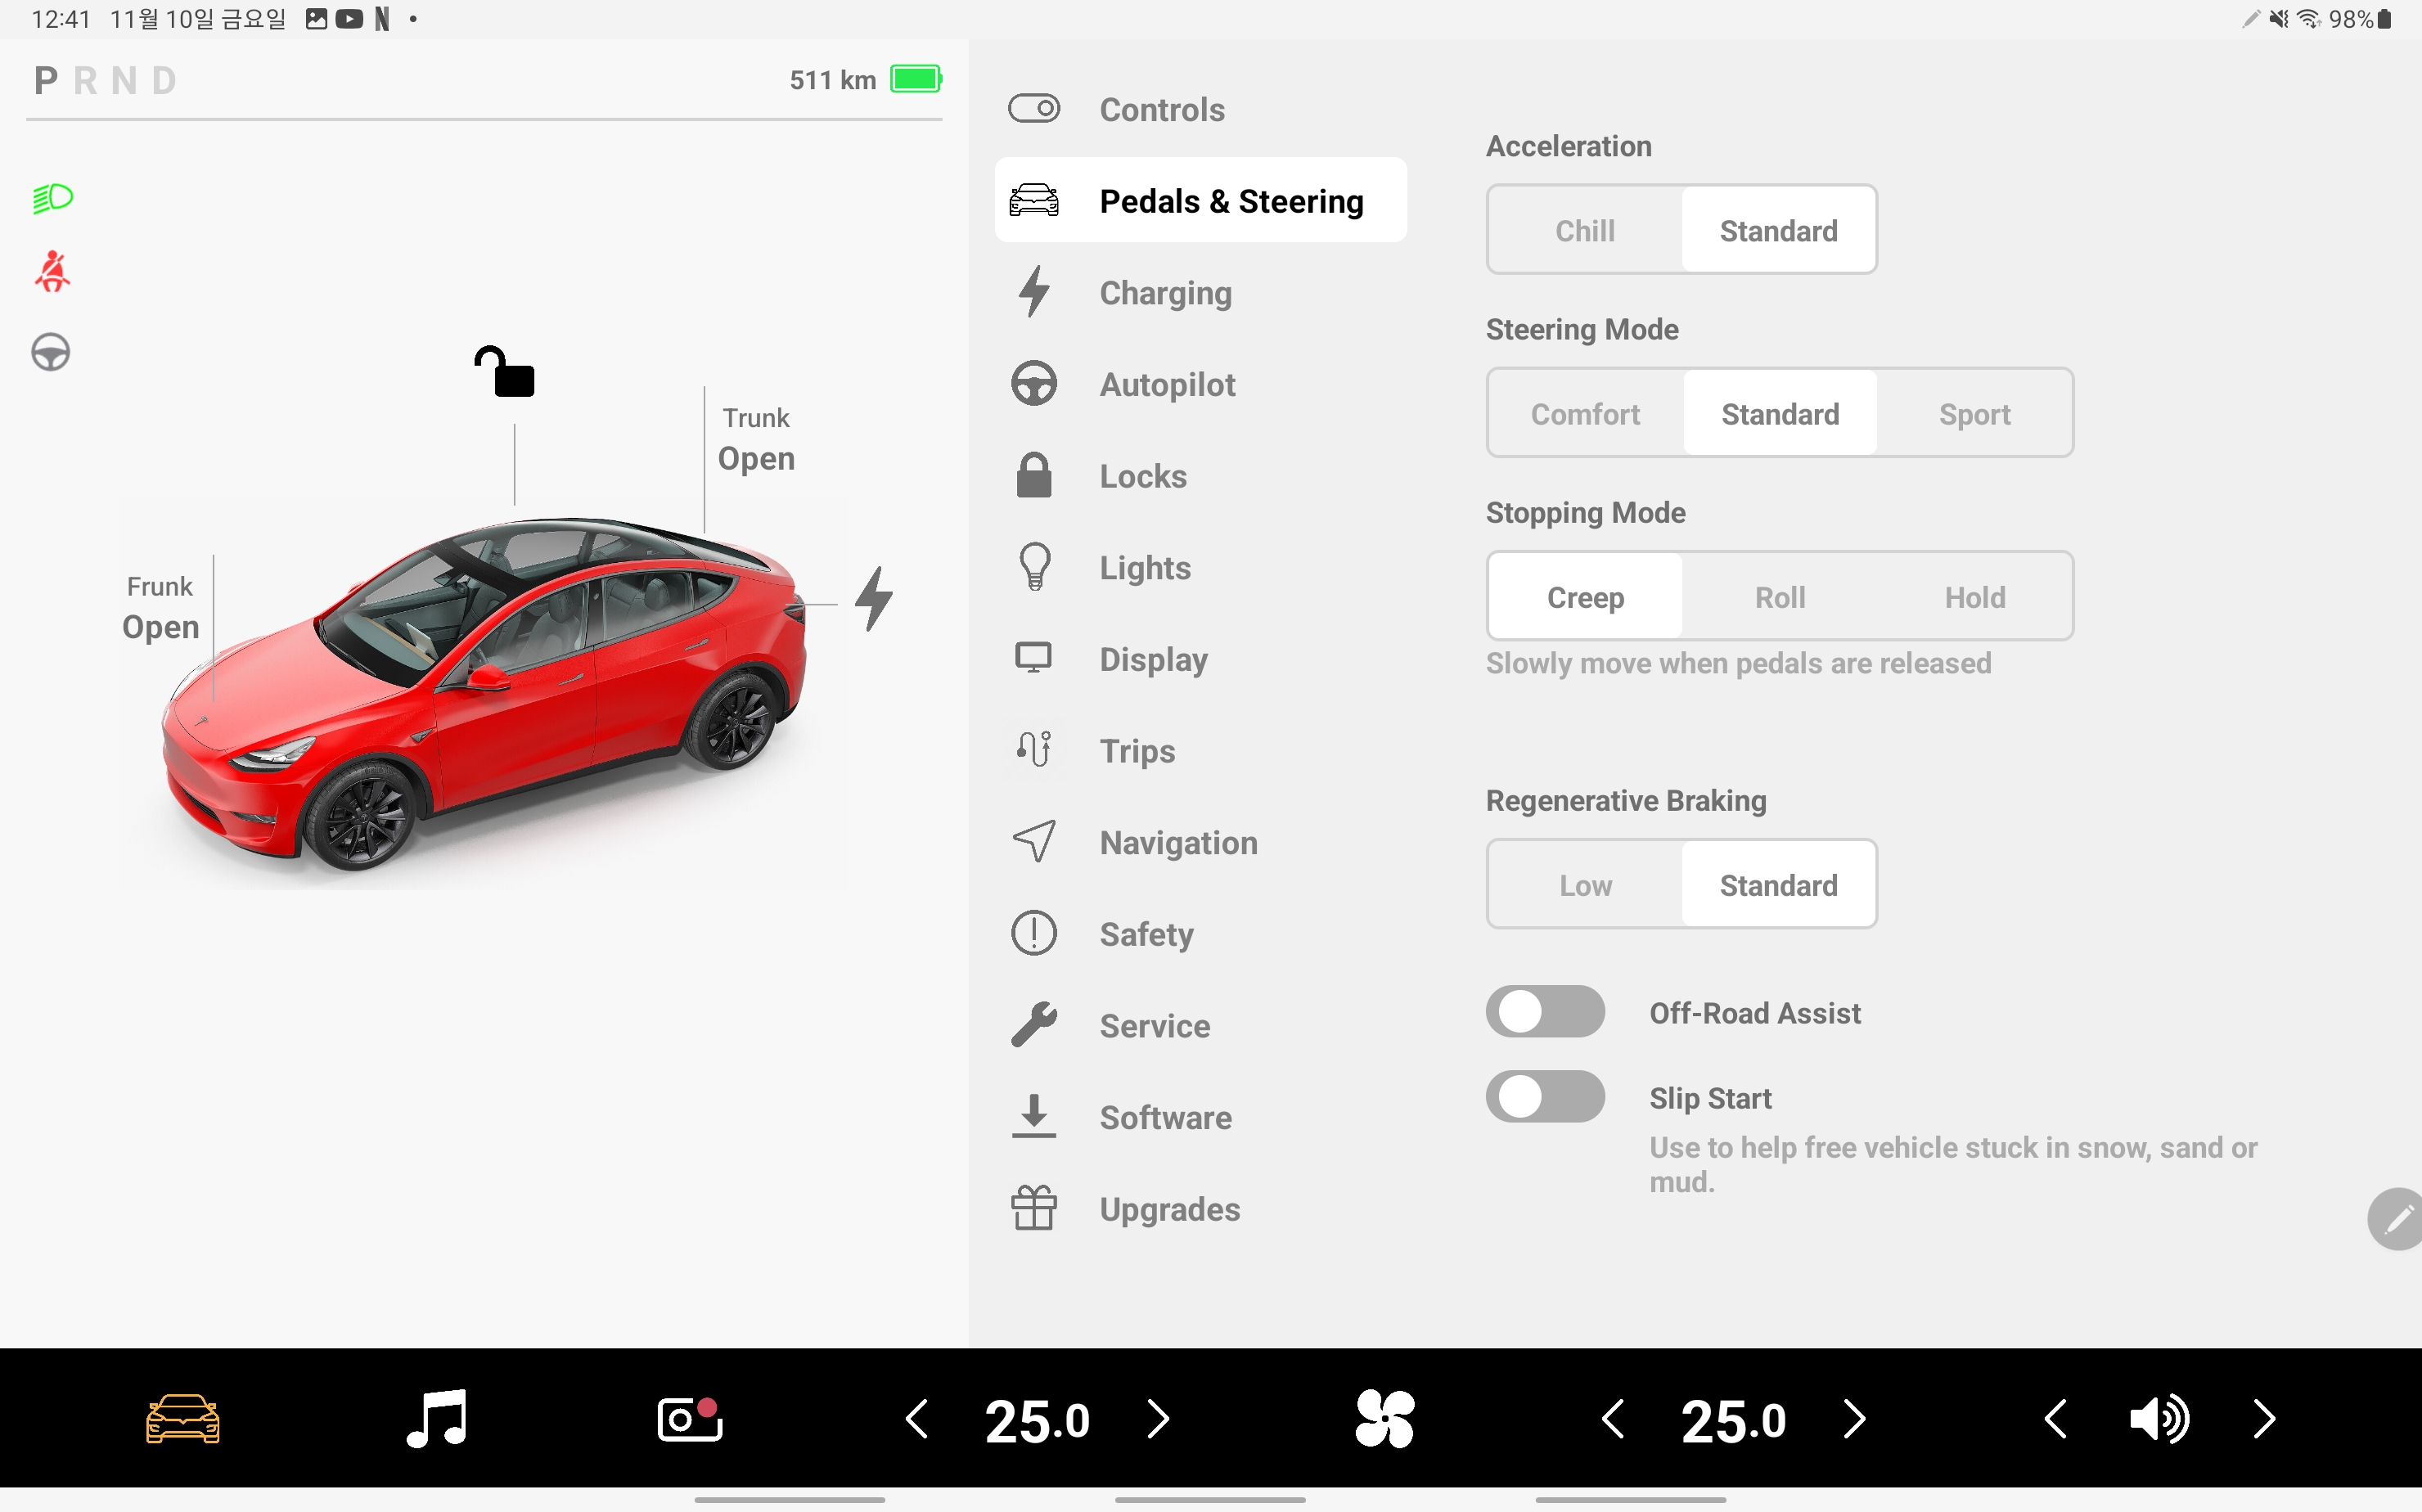 12:41 11월 10일 금요일
98%
P R N D
511 km
Trunk
Open
Frunk
Open
Controls
Pedals & Steering
Charging
Autopilot
Locks
Lights
Display
Trips
Navigation
Safety
Service
Software
Upgrades
Acceleration
Chill Standard
Steering Mode
Comfort Standard Sport
Stopping Mode
Creep Roll Hold
Slowly move when pedals are released
Regenerative Braking
Low Standard
Off-Road Assist
Slip Start
Use to help free vehicle stuck in snow, sand or
mud.
25.0 25.0